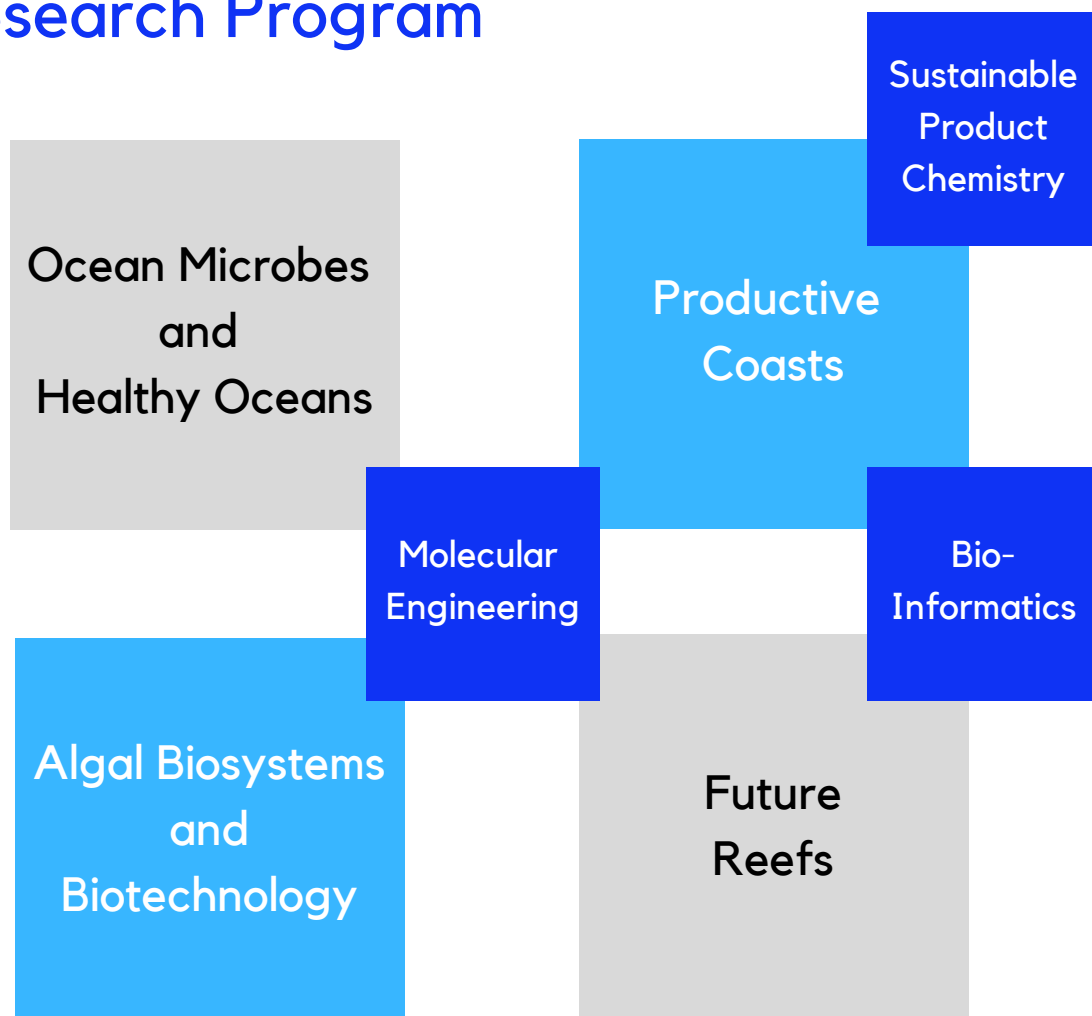 search Program
Sustainable
Product
Chemistry
Ocean Microbes
and
Healthy Oceans
Productive
Coasts
Molecular
Engineering
Bio-
Informatics
Algal Biosystems
and
Biotechnology
Future
Reefs